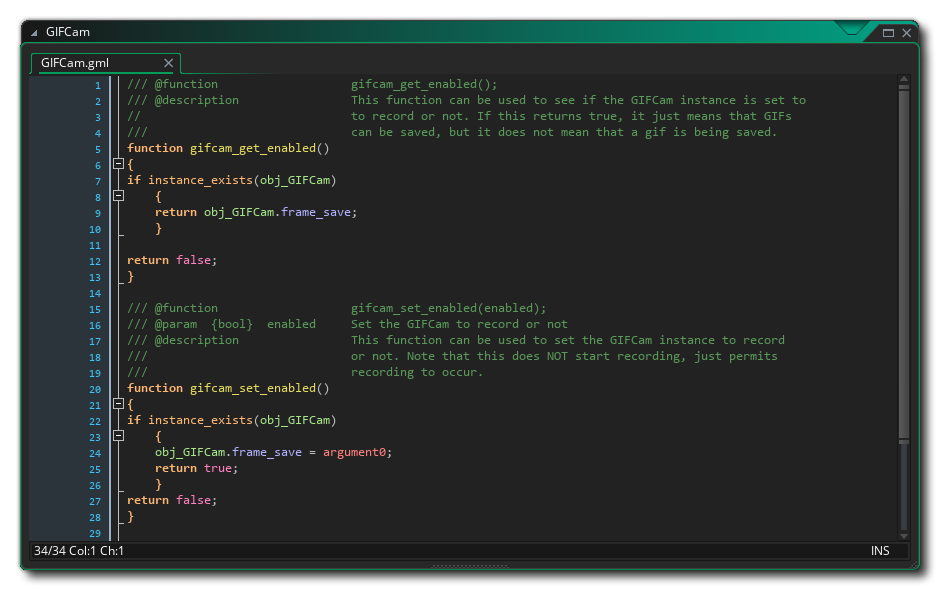 GIFCam
GIFCam.gml
1 /// @function gifcam_get_enabled();
2 /// @description This function can be used to see if the GIFCam instance is set to
3 // to record or not. If this returns true, it just means that GIFs
4 /// can be saved, but it does not mean that a gif is being saved.
5 function gifcam_get_enabled()
6 {
7 if instance_exists(obj_GIFCam)
8 {
9 return obj_GIFCam.frame_save;
10 }
11
12 return false;
13 }
14
15 /// @function gifcam_set_enabled(enabled);
16 /// @param {bool} enabled Set the GIFCam to record or not
17 /// @description This function can be used to set the GIFCam instance to record
18 /// or not. Note that this does NOT start recording, just permits
19 /// recording to occur.
20 function gifcam_set_enabled()
21 {
22 if instance_exists(obj_GIFCam)
23 {
24 obj_GIFCam.frame_save = argument0;
25 return true;
26 }
27 return false;
28 }
29
34/34 Col:1 Ch:1 INS